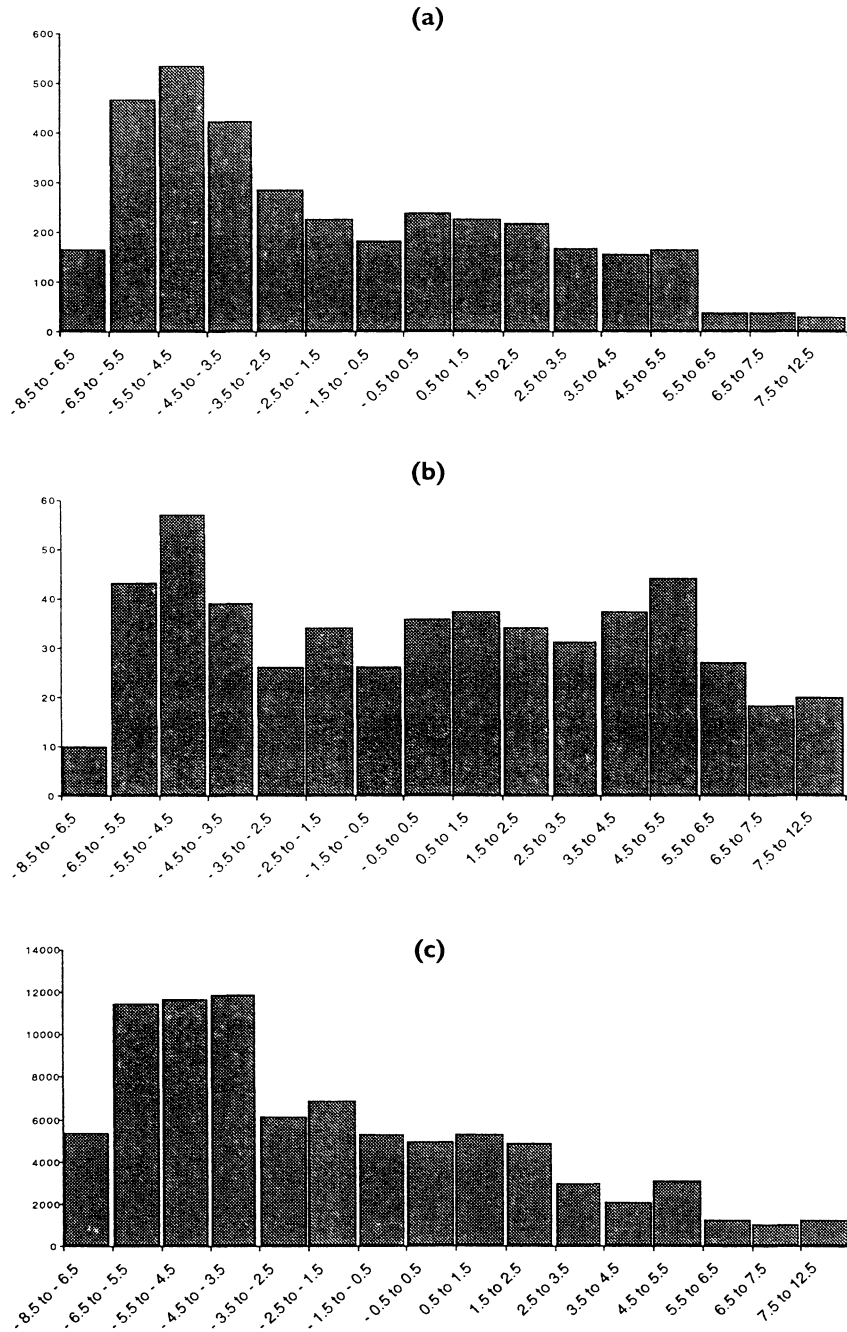 (a)
600
500
400
300
200
100
0
- 8.5 to - 6.5
- 6.5 to - 5.5
- 5.5 to - 4.5
- 4.5 to - 3.5
- 3.5 to - 2.5
- 2.5 to - 1.5
- 1.5 to - 0.5
- 0.5 to 0.5
0.5 to 1.5
1.5 to 2.5
2.5 to 3.5
3.5 to 4.5
4.5 to 5.5
5.5 to 6.5
6.5 to 7.5
7.5 to 12.5
(b)
60
50
40
30
20
10
0
- 8.5 to - 6.5
- 6.5 to - 5.5
- 5.5 to - 4.5
- 4.5 to - 3.5
- 3.5 to - 2.5
- 2.5 to - 1.5
- 1.5 to - 0.5
- 0.5 to 0.5
0.5 to 1.5
1.5 to 2.5
2.5 to 3.5
3.5 to 4.5
4.5 to 5.5
5.5 to 6.5
6.5 to 7.5
7.5 to 12.5
(c)
14000
12000
10000
8000
6000
4000
2000
0
- 8.5 to - 6.5
- 6.5 to - 5.5
- 5.5 to - 4.5
- 4.5 to - 3.5
- 3.5 to - 2.5
- 2.5 to - 1.5
- 1.5 to - 0.5
- 0.5 to 0.5
0.5 to 1.5
1.5 to 2.5
2.5 to 3.5
3.5 to 4.5
4.5 to 5.5
5.5 to 6.5
6.5 to 7.5
7.5 to 12.5